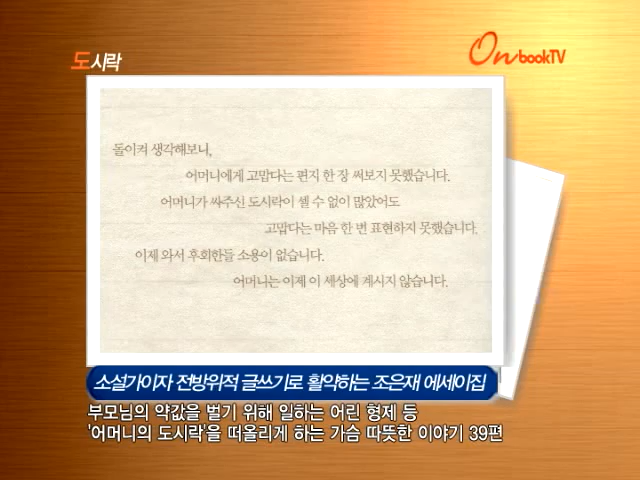 도시락
On bookTV
돌이켜 생각해보니,
어머니에게 고맙다는 편지 한 장 써보지 못했습니다.
어머니가 싸주신 도시락이 셀 수 없이 많았어도
고맙다는 마음 한 번 표현하지 못했습니다.
이제 와서 후회한들 소용이 없습니다.
어머니는 이제 이 세상에 계시지 않습니다.
소설가이자 전방위적 글쓰기로 활약하는 조은재 에세이집
부모님의 약값을 벌기 위해 일하는 어린 형제 등
'어머니의 도시락'을 떠올리게 하는 가슴 따뜻한 이야기 39편